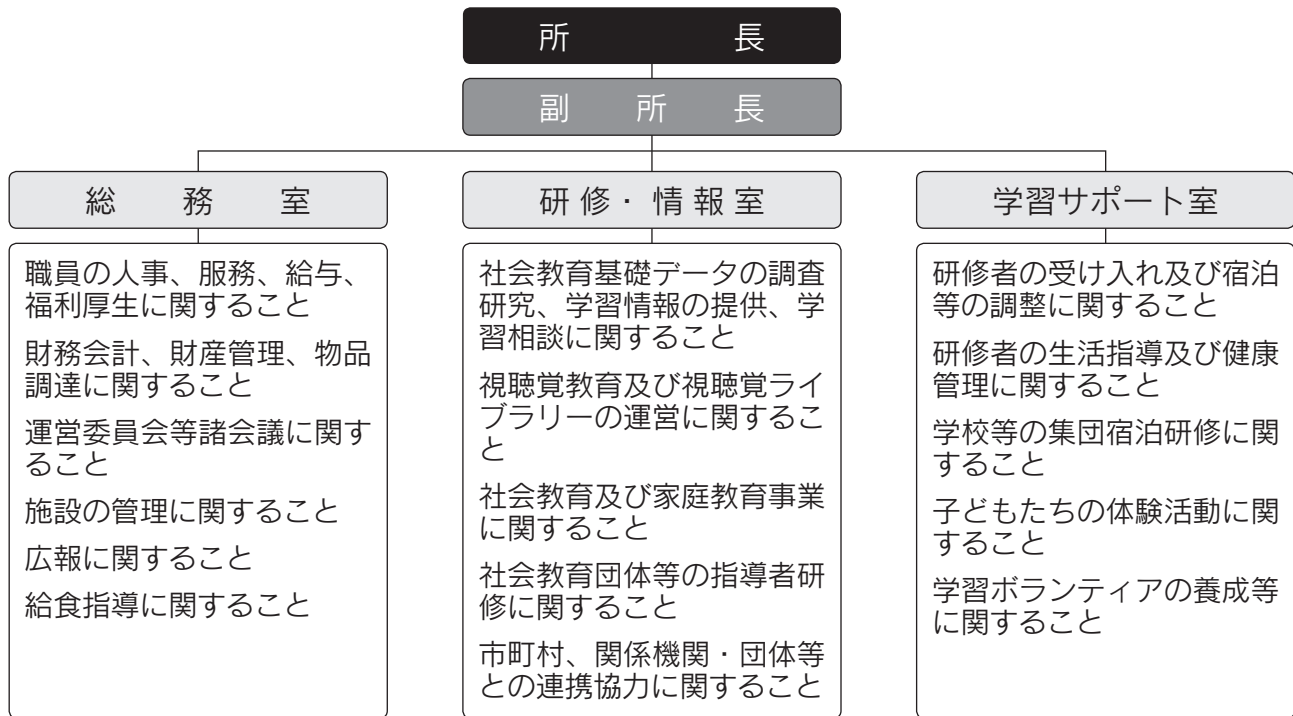 所長
副所長
総務室
職員の人事、服務、給与、
福利厚生に関すること
財務会計、財産管理、物品
調達に関すること
運営委員会等諸会議に関す
ること
施設の管理に関すること
広報に関すること
給食指導に関すること
研修・情報室
社会教育基礎データの調査
研究、学習情報の提供、学
習相談に関すること
視聴覚教育及び視聴覚ライ
ブラリーの運営に関するこ
と
社会教育及び家庭教育事業
に関すること
社会教育団体等の指導者研
修に関すること
市町村、関係機関・団体等
との連携協力に関すること
学習サポート室
研修者の受け入れ及び宿泊
等の調整に関すること
研修者の生活指導及び健康
管理に関すること
学校等の集団宿泊研修に関
すること
子どもたちの体験活動に関
すること
学習ボランティアの養成等
に関すること